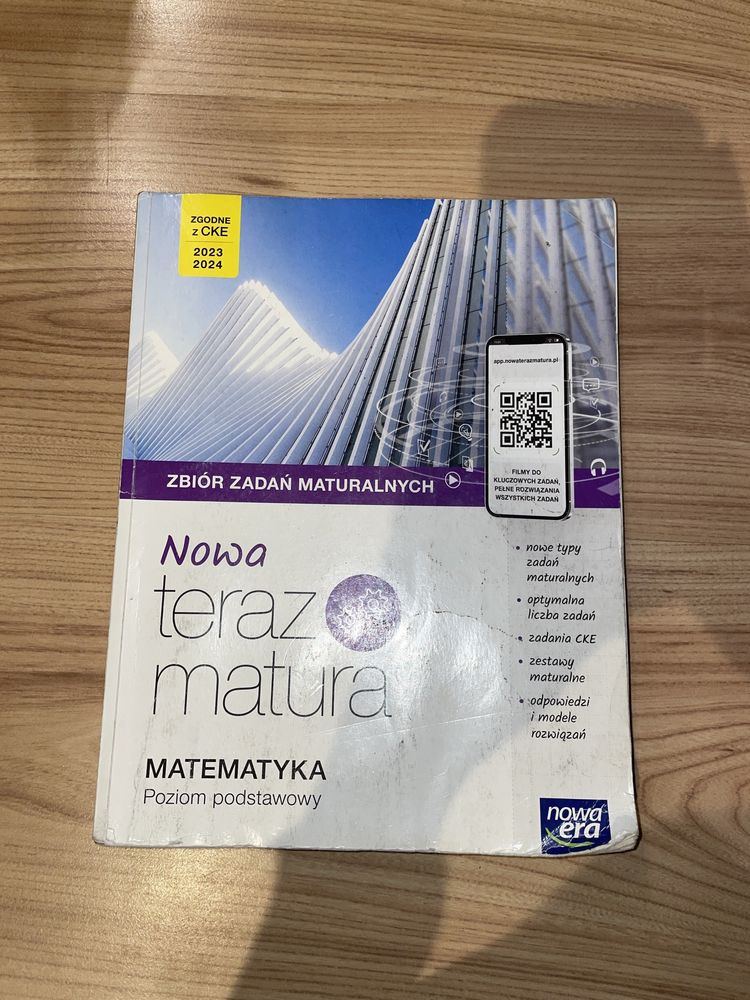 ZGODNE
z CKE
2023
2024
app.nowaterazmatura.pl
FILMY DO
KLUCZOWYCH ZADAŃ,
PEŁNE ROZWIĄZANIA
WSZYSTKICH ZADAŃ
ZBIÓR ZADAŃ MATURALNYCH
Nowa
teraz
matura
• nowe typy
zadań
maturalnych
• optymalna
liczba zadań
• zadania CKE
• zestawy
maturalne
• odpowiedzi
i modele
rozwiązań
MATEMATYKA
Poziom podstawowy
nowa
era